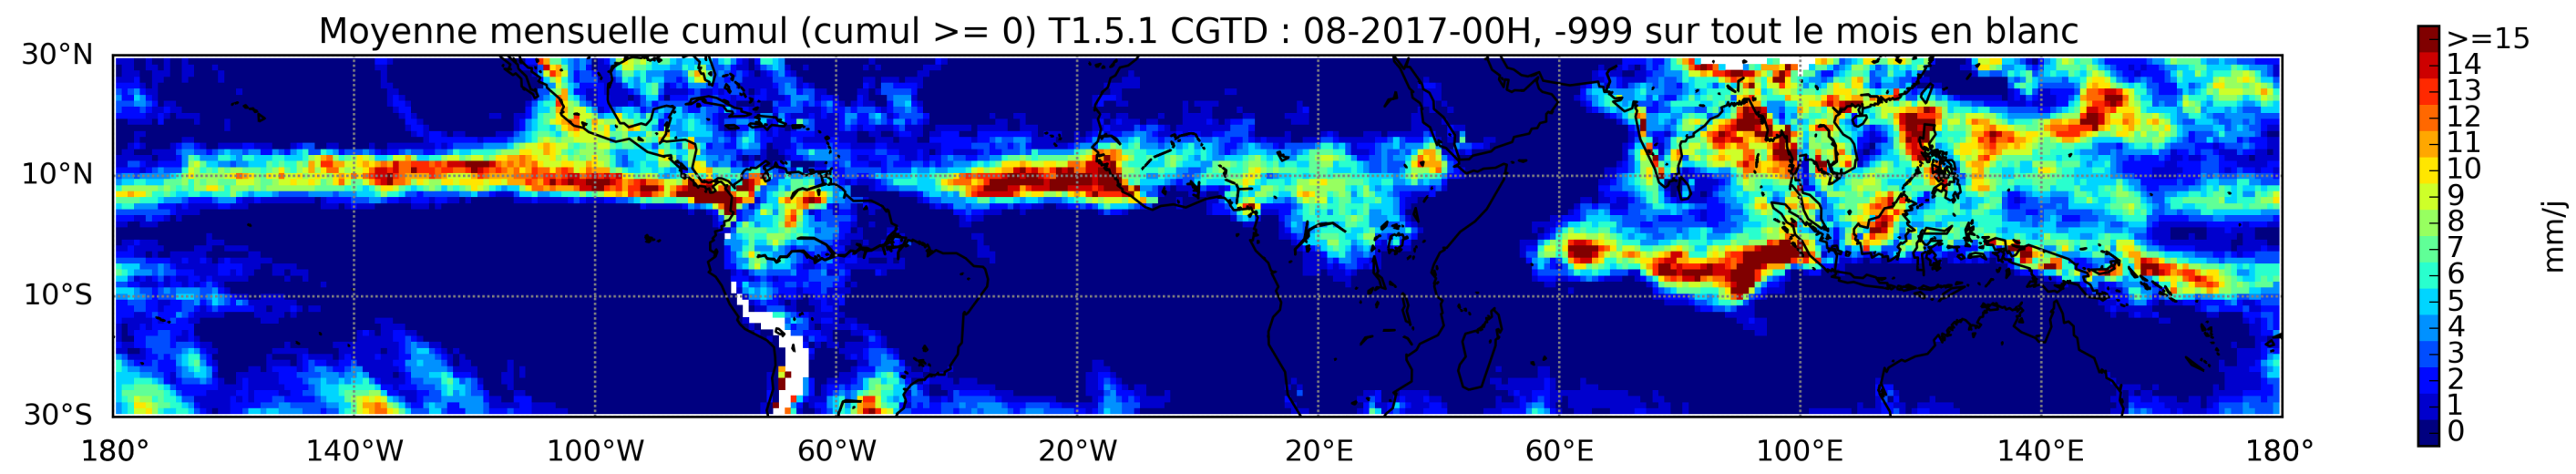 Moyenne mensuelle cumul (cumul >= 0) T1.5.1 CGTD : 08-2017-00H, -999 sur tout le mois en blanc
30°N
10°N
10°S
30°S
180° 140°W 100°W 60°W 20°W 20°E 60°E 100°E 140°E 180°
>=15
14
13
12
11
10
9
8
7
6
5
4
3
2
1
0
mm/j